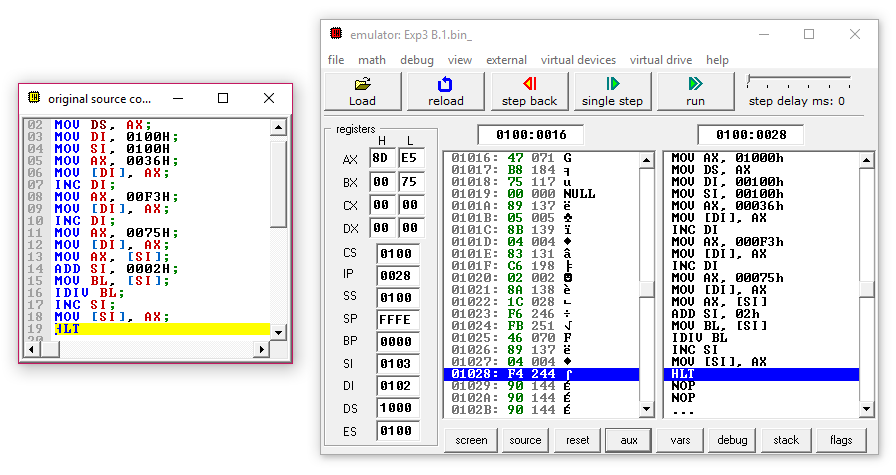 original source co...
02 MOV DS, AX;
03 MOV DI, 0100H;
04 MOV SI, 0100H
05 MOV AX, 0036H;
06 MOV [DI], AX;
07 INC DI;
08 MOV AX, 00F3H;
09 MOV [DI], AX;
10 INC DI;
11 MOV AX, 0075H;
12 MOV [DI], AX;
13 MOV AX, [SI];
14 ADD SI, 0002H;
15 MOV BL, [SI];
16 IDIV BL;
17 INC SI;
18 MOV [SI], AX;
19 HLT
20
emulator: Exp3 B.1.bin_
file math debug view external virtual devices virtual drive help
Load reload step back single step run step delay ms: 0
registers
H L
AX 8D E5
BX 00 75
CX 00 00
DX 00 00
CS 0100
IP 0028
SS 0100
SP FFFE
BP 0000
SI 0103
DI 0102
DS 1000
ES 0100
0100:0016
01016: 47 071 G
01017: B8 184 ╕
01018: 75 117 u
01019: 00 000 NULL
0101A: 89 137 ë
0101B: 05 005 ♣
0101C: 8B 139 ï
0101D: 04 004 ♦
0101E: 83 131 â
0101F: C6 198 ╞
01020: 02 002 ☻
01021: 8A 138 è
01022: 1C 028 ∟
01023: F6 246 ÷
01024: FB 251 √
01025: 46 070 F
01026: 89 137 ë
01027: 04 004 ♦
01028: F4 244 ⌠
01029: 90 144 É
0102A: 90 144 É
0102B: 90 144 É
0100:0028
MOV AX, 01000h
MOV DS, AX
MOV DI, 00100h
MOV SI, 00100h
MOV AX, 00036h
MOV [DI], AX
INC DI
MOV AX, 000F3h
MOV [DI], AX
INC DI
MOV AX, 00075h
MOV [DI], AX
MOV AX, [SI]
ADD SI, 02h
MOV BL, [SI]
IDIV BL
INC SI
MOV [SI], AX
HLT
NOP
NOP
...
screen source reset aux vars debug stack flags